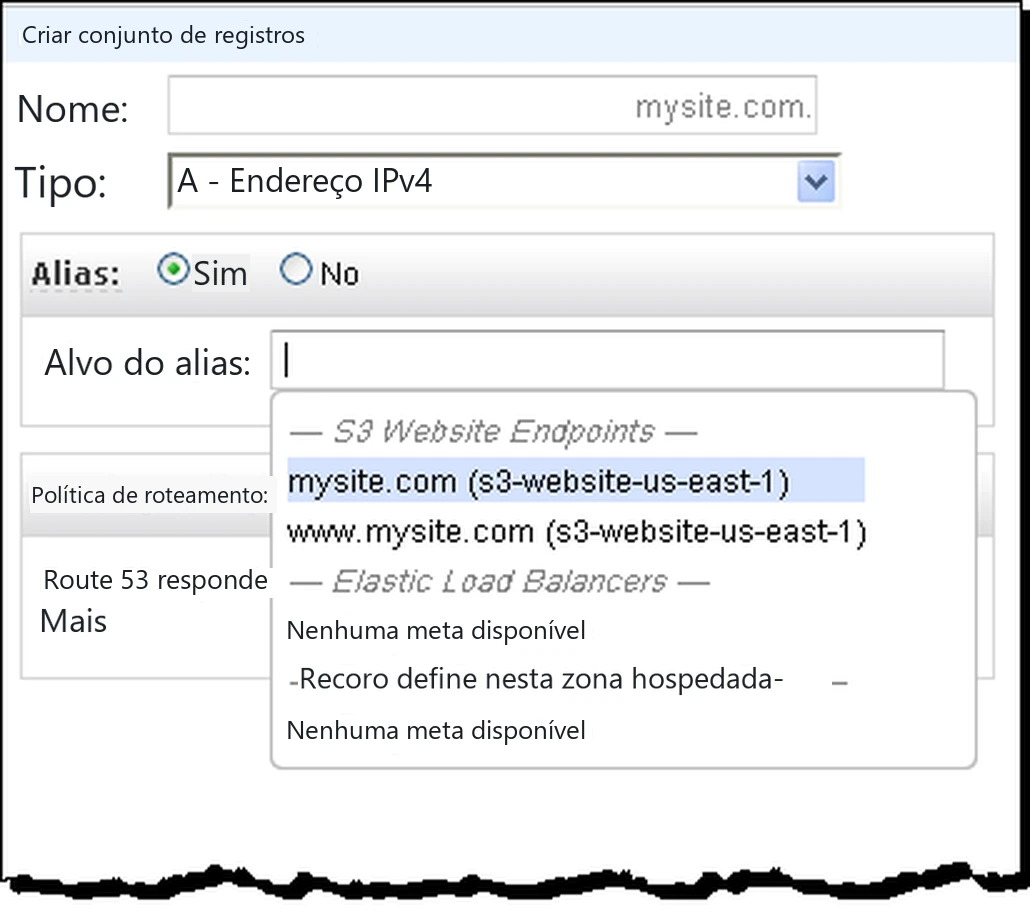 Criar conjunto de registros
Nome: mysite.com.
Tipo: A - Endereço IPv4
Alias: Sim No
Alvo do alias:
— S3 Website Endpoints —
mysite.com (s3-website-us-east-1)
Política de roteamento:
www.mysite.com (s3-website-us-east-1)
Route 53 responde
— Elastic Load Balancers —
Mais
Nenhuma meta disponível
-Recoro define nesta zona hospedada- –
Nenhuma meta disponível